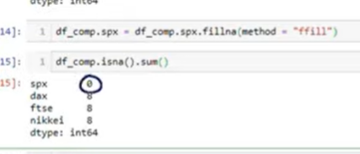 dtype: int64
14]: 1 df_comp.spx = df_comp.spx.fillna(method = "ffill")
15]: 1 df_comp.isna().sum()
15]: spx 0
dax 8
ftse 8
nikkei 8
dtype: int64